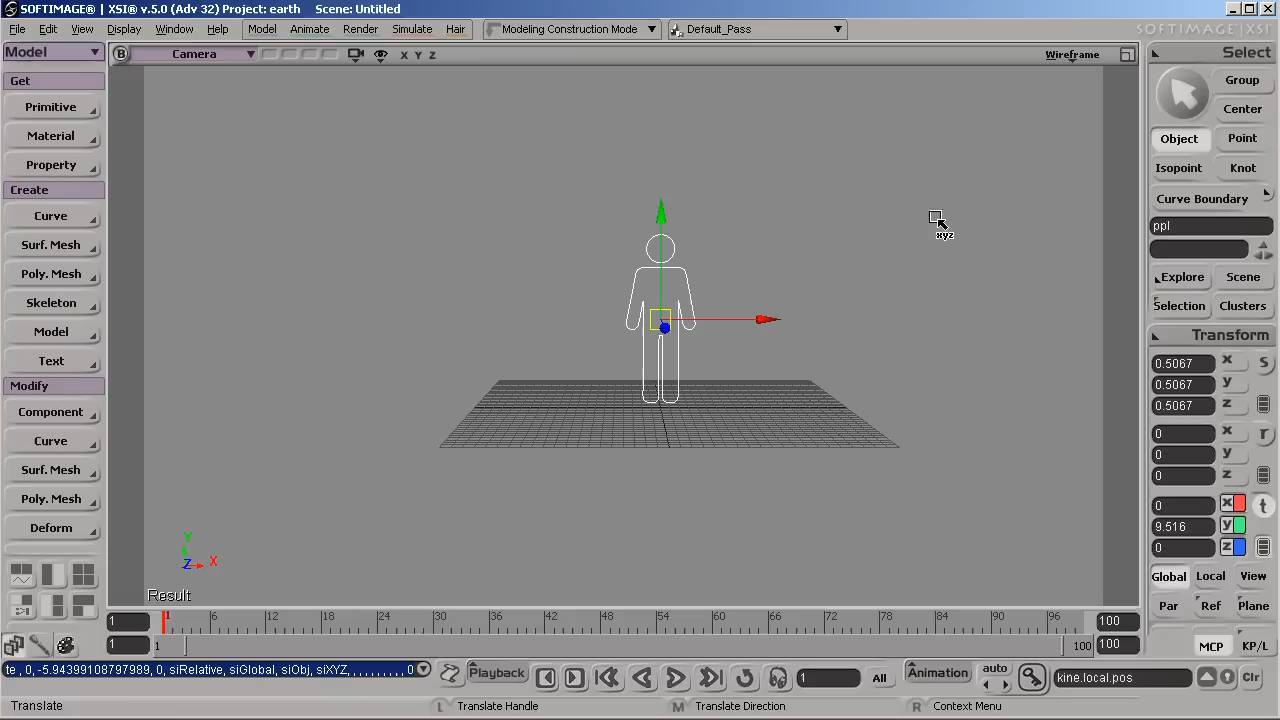 SOFTIMAGE® | XSI® v.5.0 (Adv 32) Project: earth Scene: Untitled
File Edit View Display Window Help Model Animate Render Simulate Hair Modeling Construction Mode Default_Pass SOFTIMAGE|XSI
Model B Camera X Y Z Wireframe Select
Get
Primitive
Material
Property
Create
Curve
Surf. Mesh
Poly. Mesh
Skeleton
Model
Text
Modify
Component
Curve
Surf. Mesh
Poly. Mesh
Deform
xyz
Y
Z X
Result
Group
Center
Object Point
Isopoint Knot
Curve Boundary
ppl
Explore Scene
Selection Clusters
Transform
0.5067 x s
0.5067 y
0.5067 z
0 x r
0 y
0 z
0 x t
9.516 y
0 z
Global Local View
Par Ref Plane
MCP KP/L
1 1 6 12 18 24 30 36 42 48 54 60 66 72 78 84 90 96 100
1 1 100 100
te , 0, -5.94399108797989, 0, siRelative, siGlobal, siObj, siXYZ, , , , , , , , , , 0
Playback 1 All Animation auto kine.local.pos Clr
Translate L Translate Handle M Translate Direction R Context Menu